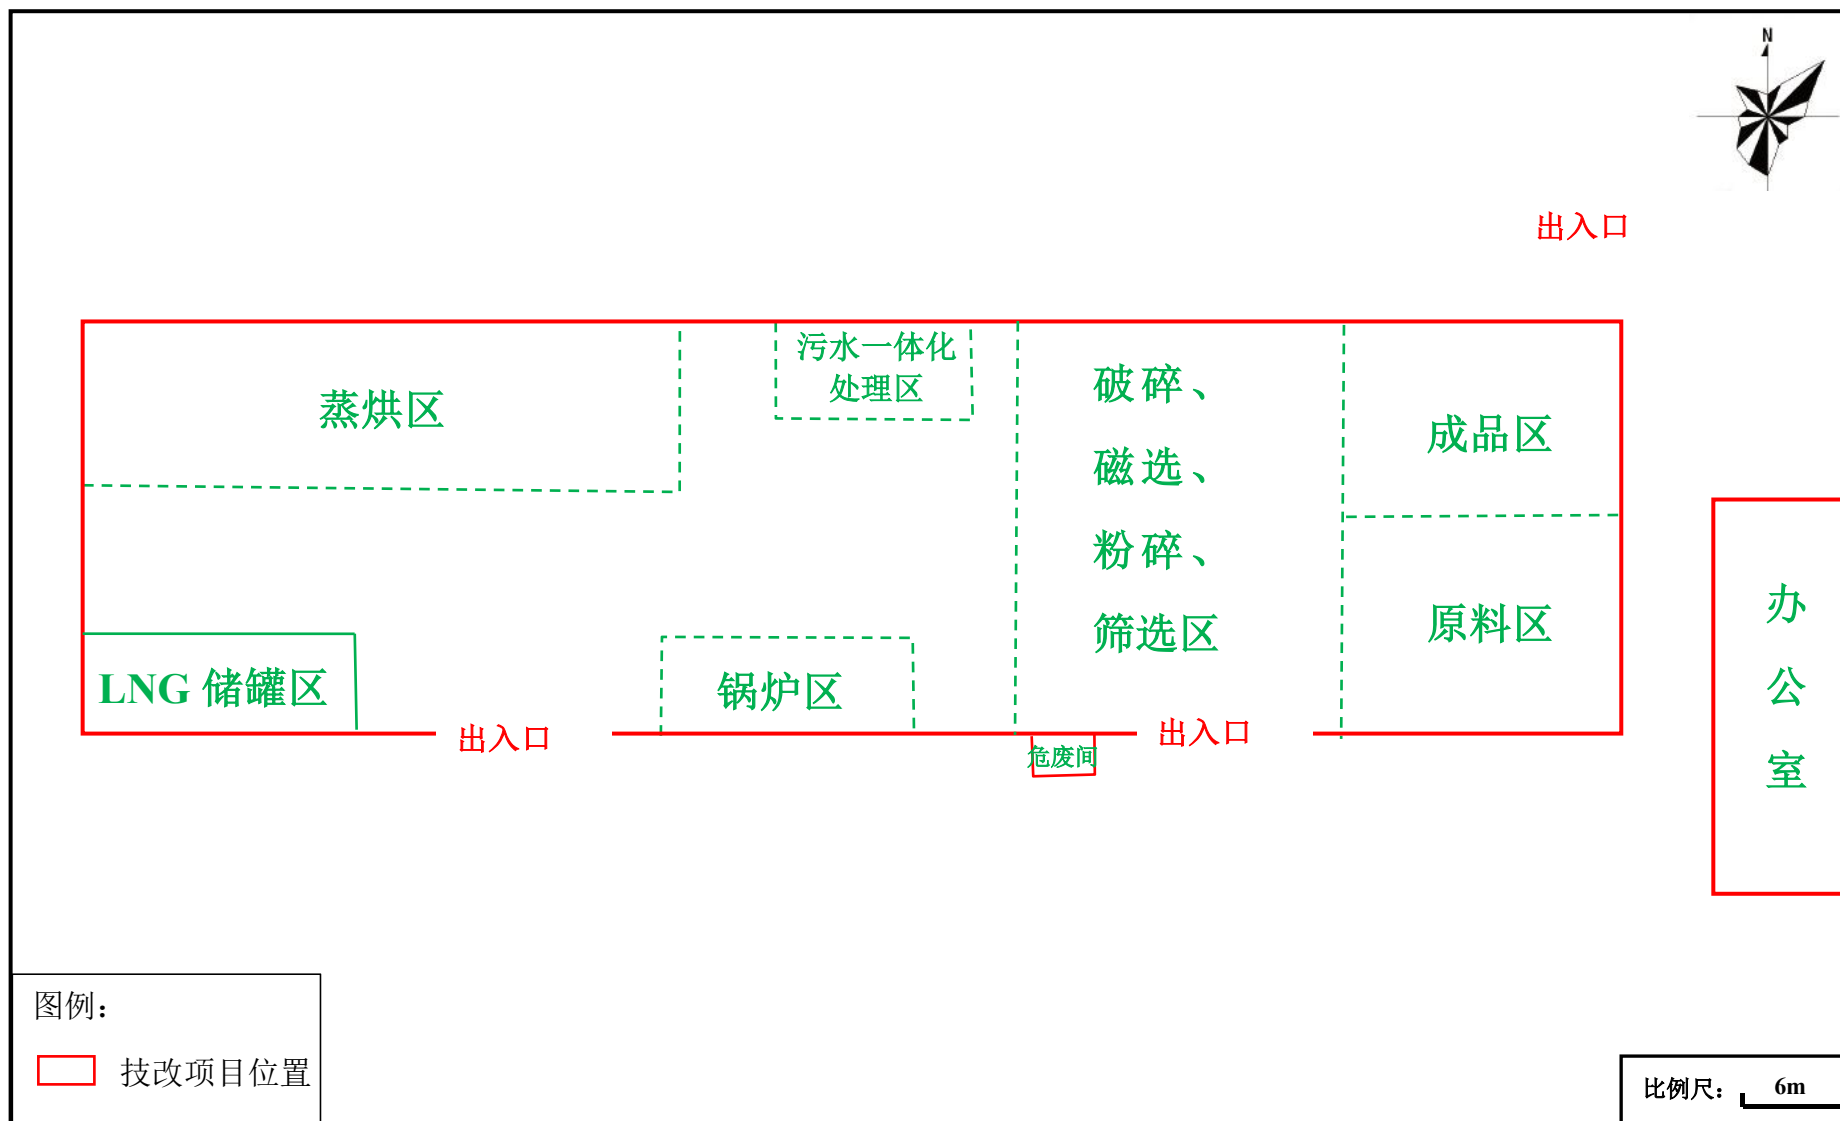 N
出入口
污水一体化
处理区
蒸烘区
破碎、
磁选、
粉碎、
筛选区
成品区
原料区
办
公
室
LNG 储罐区
锅炉区
出入口
出入口
危废间
图例：
技改项目位置
比例尺： 6m